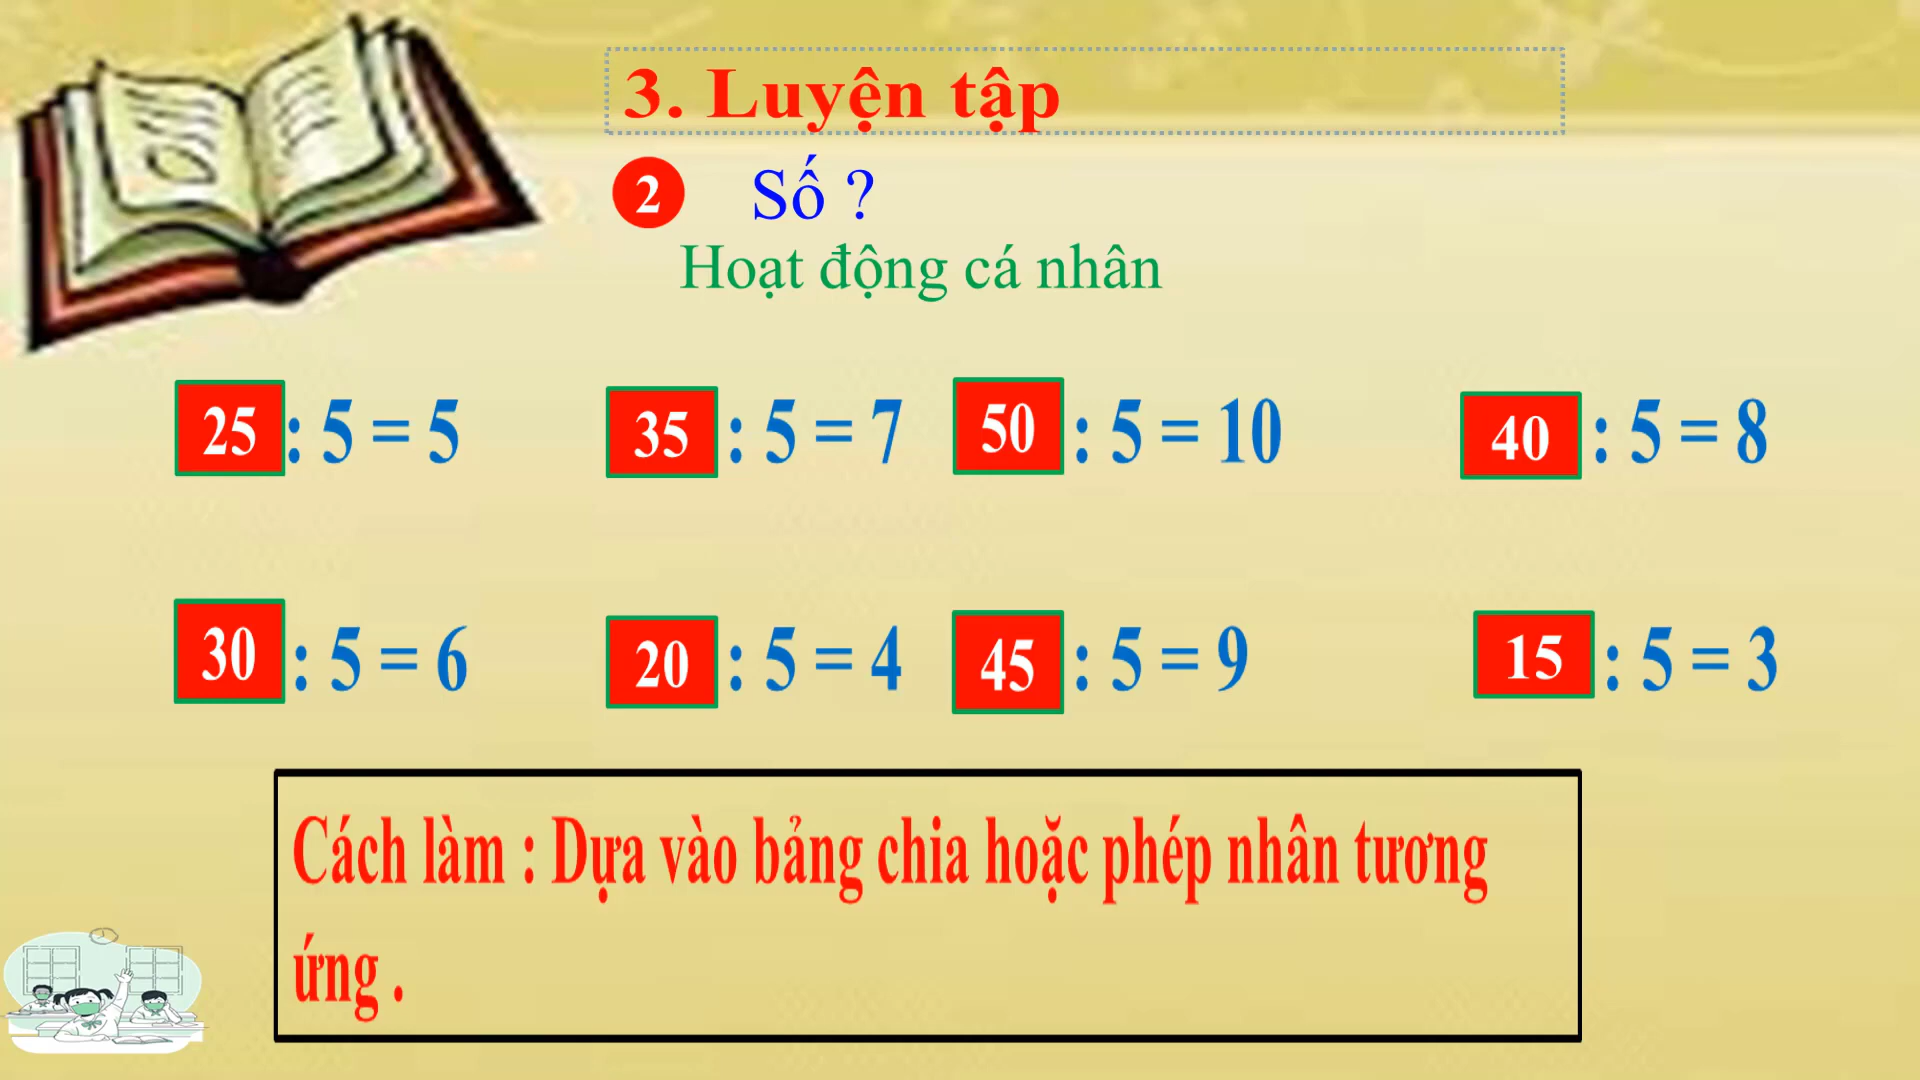 3. Luyện tập
2 Số ?
Hoạt động cá nhân
25 : 5 = 5 35 : 5 = 7 50 : 5 = 10 40 : 5 = 8
30 : 5 = 6 20 : 5 = 4 45 : 5 = 9 15 : 5 = 3
Cách làm : Dựa vào bảng chia hoặc phép nhân tương
ứng .